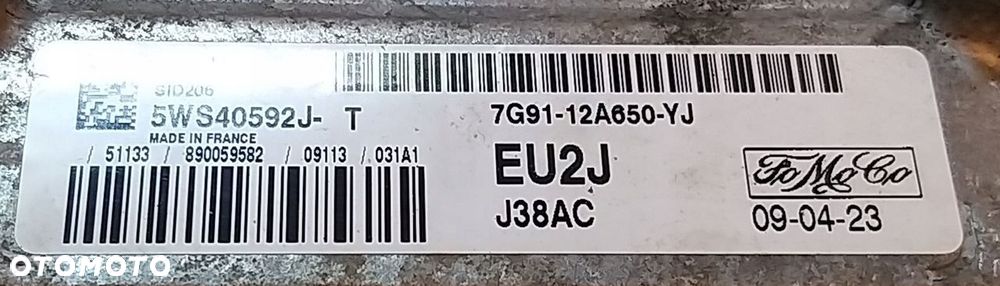 SID206
5WS40592J- T
MADE IN FRANCE
/ 51133 / 890059582 / 09113 / 031A1
7G91-12A650-YJ
EU2J
J38AC
FoMoCo
09-04-23
OTOMOTO